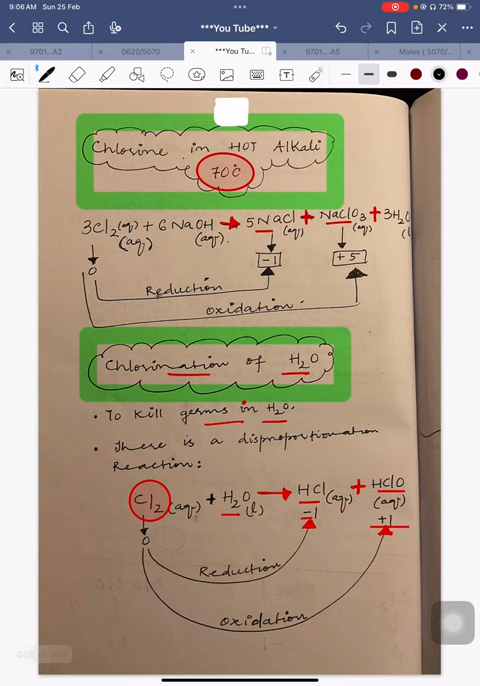 9:06 AM Sun 25 Feb
72%
***You Tube***
9701...A2
0620/5070
***You Tu...
9701....A5
Moles ( 5070/...
Chlorine in HOT Alkali
70°C
3Cl2(aq) + 6 NaOH → 5NaCl + NaClO3 + 3H2O
(aq) (aq). (aq) (aq) (l
0 -1 +5
Reduction
Oxidation.
Chlorination of H2O
• To Kill germs in H2O.
• There is a disproportionation
Reaction:
Cl2 (aq) + H2O (l) → HCl (aq) + HClO
(aq)
0 -1 +1
Reduction
Oxidation